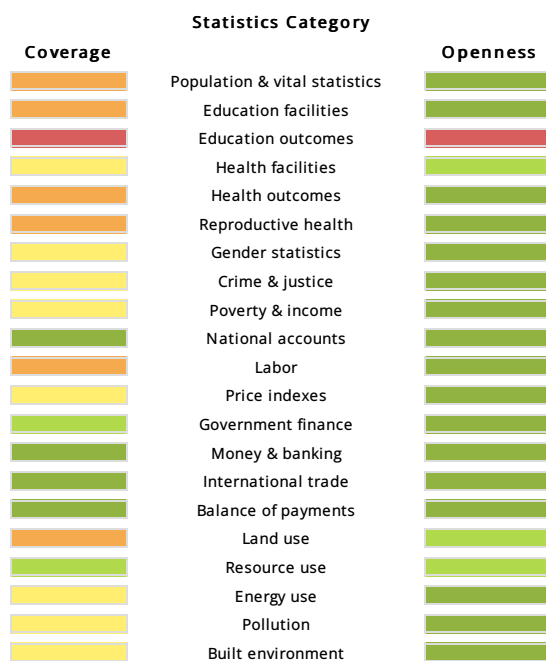 Statistics Category
Coverage
Openness
Population & vital statistics
Education facilities
Education outcomes
Health facilities
Health outcomes
Reproductive health
Gender statistics
Crime & justice
Poverty & income
National accounts
Labor
Price indexes
Government finance
Money & banking
International trade
Balance of payments
Land use
Resource use
Energy use
Pollution
Built environment